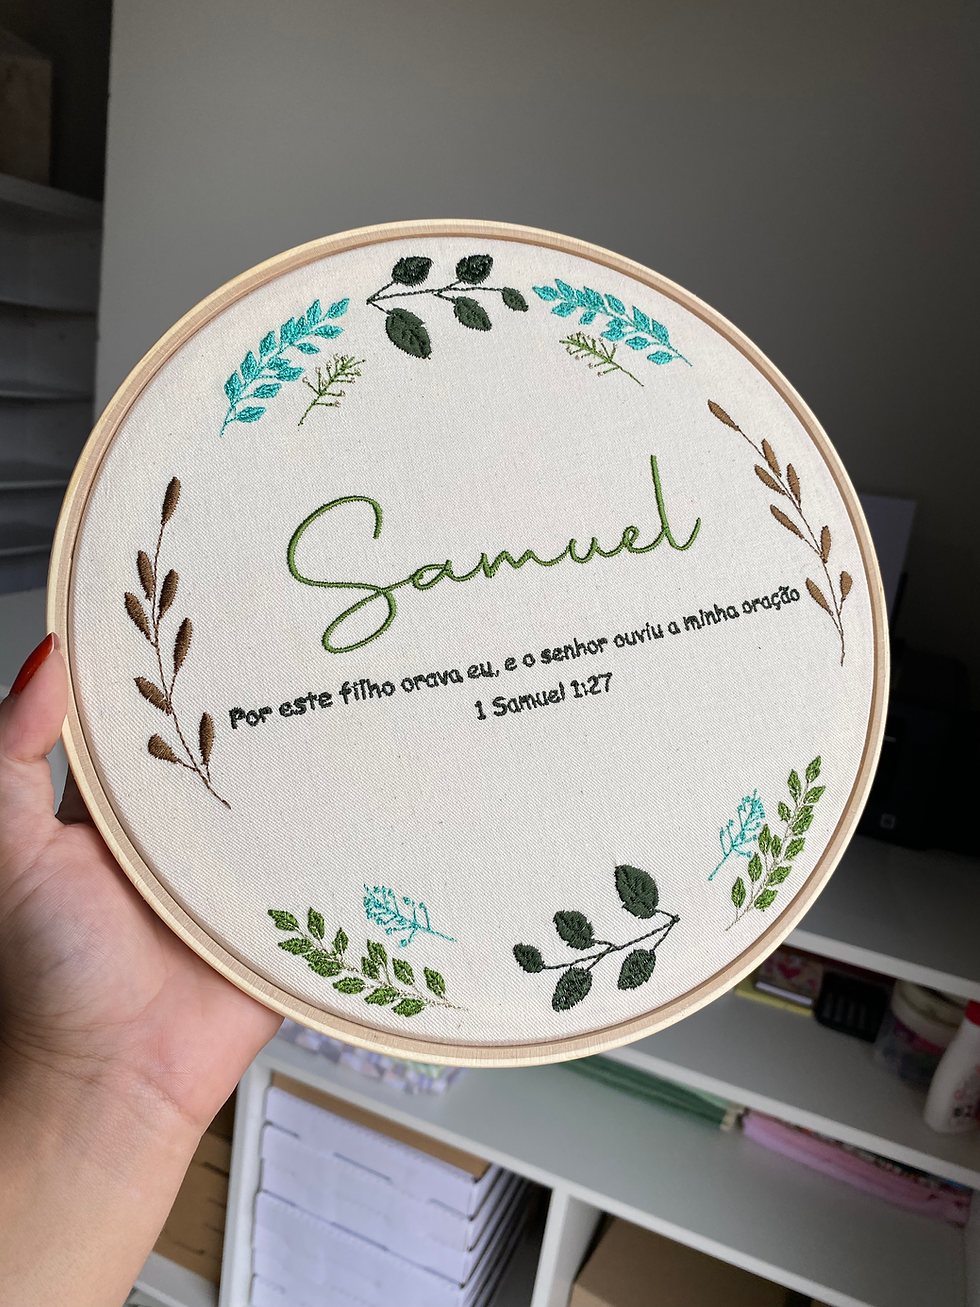 Samuel
Por este filho orava eu, e o senhor ouviu a minha oração
1 Samuel 1:27